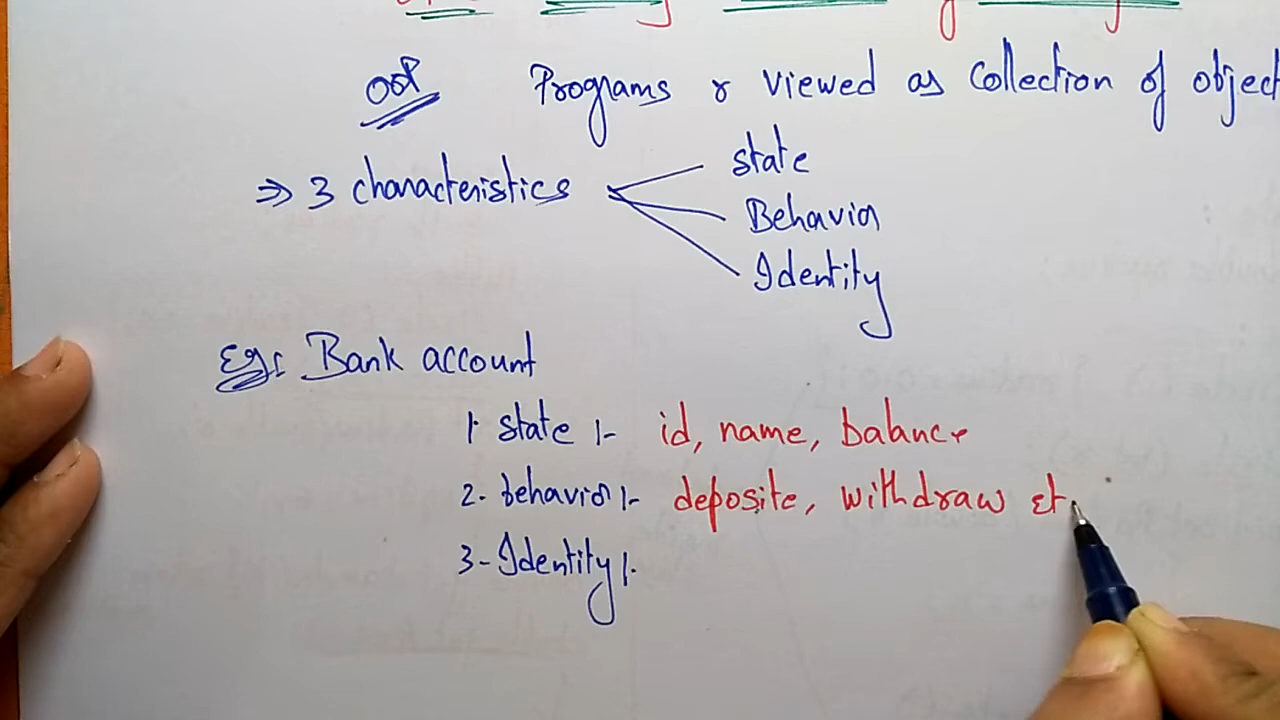 OOP Programs r viewed as Collection of object
⇒ 3 characteristics
state
Behavior
Identity
Eg: Bank account
1. state :- id, name, balance
2. behavior :- deposite, withdraw et
3. Identity :-